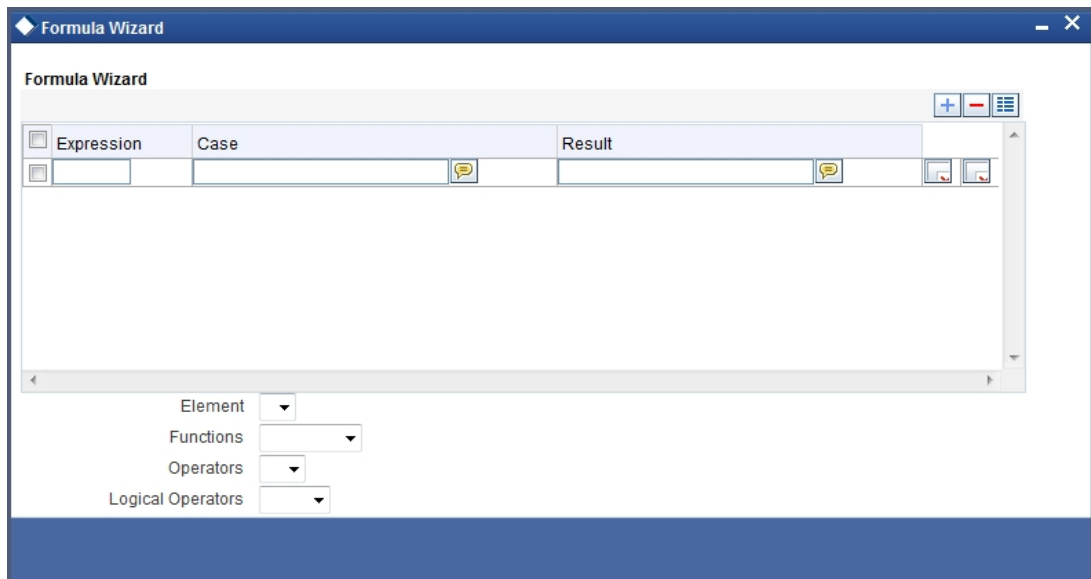 Formula Wizard
Formula Wizard
Expression Case Result
Element
Functions
Operators
Logical Operators